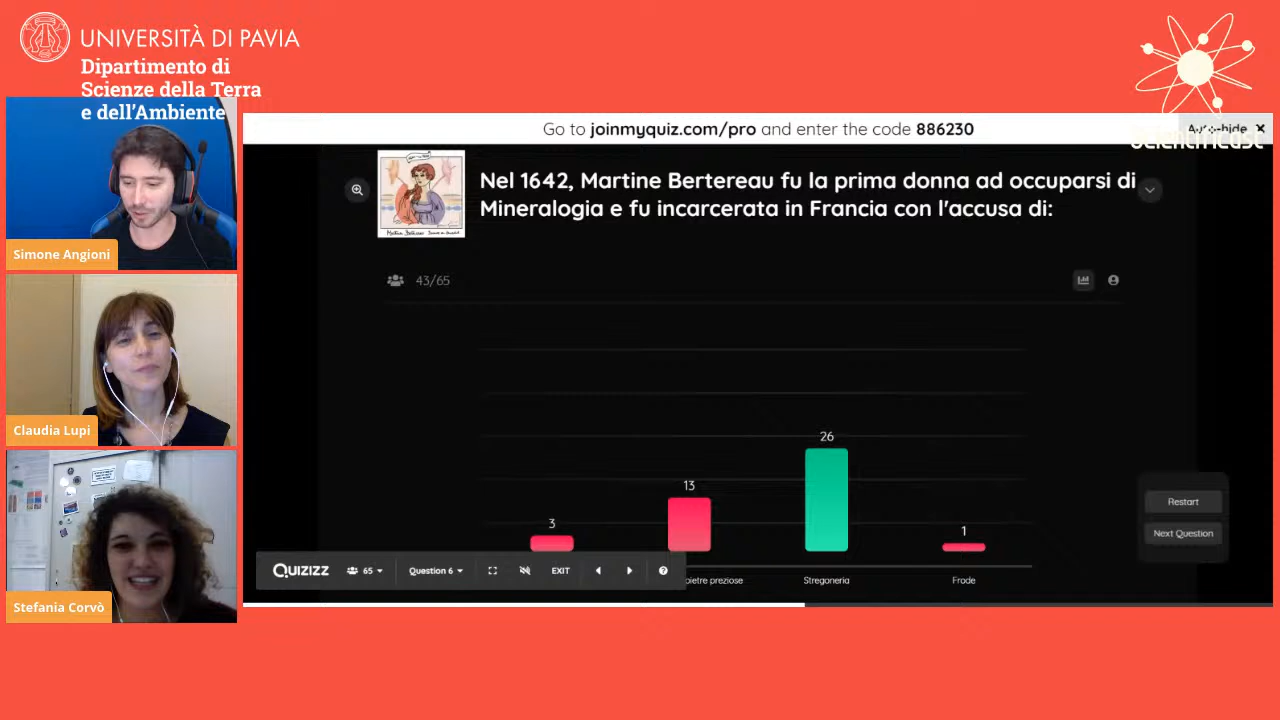 UNIVERSITÀ DI PAVIA
Dipartimento di
Scienze della Terra
e dell'Ambiente
Scientificast
Go to joinmyquiz.com/pro and enter the code 886230
Auto-hide
Nel 1642, Martine Bertereau fu la prima donna ad occuparsi di
Mineralogia e fu incarcerata in Francia con l'accusa di:
43/65
3
13
26
1
pietre preziose
Stregoneria
Frode
Restart
Next Question
QUIZIZZ
65
Question 6
EXIT
Simone Angioni
Claudia Lupi
Stefania Corvò